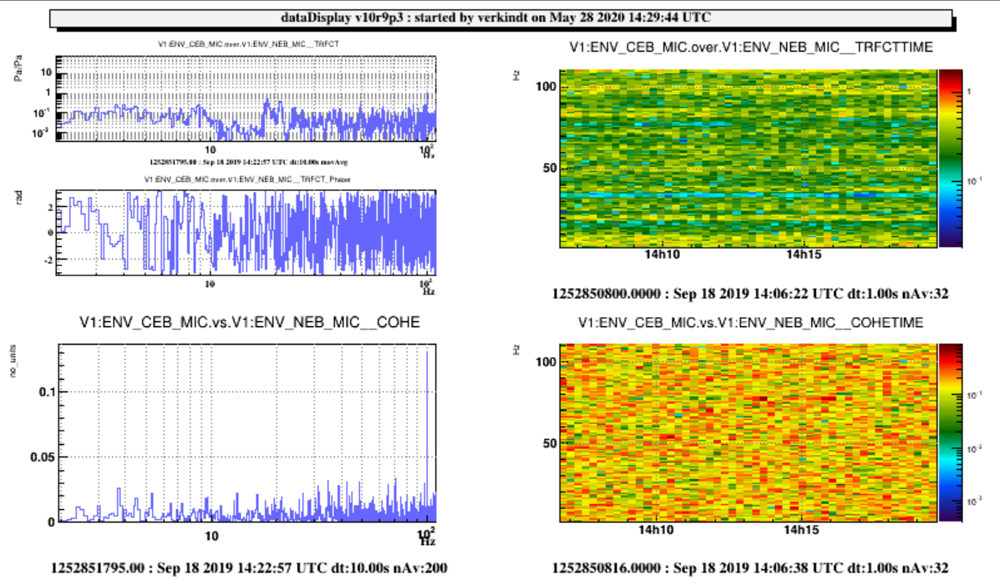 dataDisplay v10r9p3 : started by verkindt on May 28 2020 14:29:44 UTC
V1:ENV_CEB_MIC.over.V1:ENV_NEB_MIC__TRFCT
Pa/Pa
10
1
10^-1
10^-2
10
10^2
Hz
1252851795.00 : Sep 18 2019 14:22:57 UTC dt:10.00s movAvg
V1:ENV_CEB_MIC.over.V1:ENV_NEB_MIC__TRFCT_Phase
rad
2
0
-2
10
10^2
Hz
V1:ENV_CEB_MIC.vs.V1:ENV_NEB_MIC__COHE
no_units
0.1
0.05
0
10
10^2
Hz
1252851795.00 : Sep 18 2019 14:22:57 UTC dt:10.00s nAv:200
V1:ENV_CEB_MIC.over.V1:ENV_NEB_MIC__TRFCTTIME
Hz
100
50
14h10
14h15
1
10^-1
1252850800.0000 : Sep 18 2019 14:06:22 UTC dt:1.00s nAv:32
V1:ENV_CEB_MIC.vs.V1:ENV_NEB_MIC__COHETIME
Hz
100
50
14h10
14h15
10^-1
10^-2
10^-3
1252850816.0000 : Sep 18 2019 14:06:38 UTC dt:1.00s nAv:32